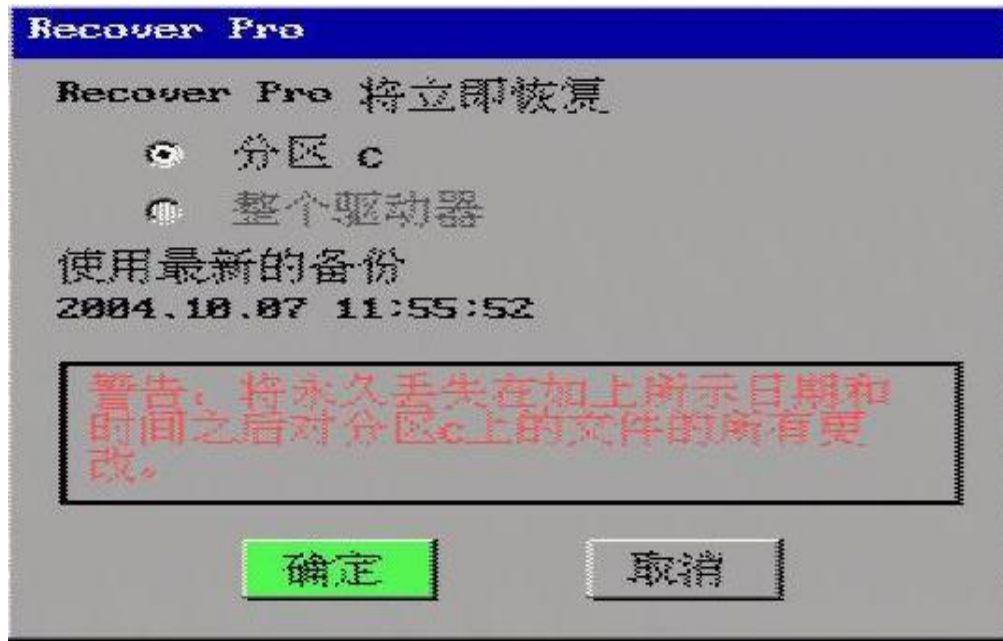 Recover Pro
Recover Pro 将立即恢复
分区 c
整个驱动器
使用最新的备份
2004.10.07 11:55:52
警告：将永久丢失在加上所示日期和
时间之后对分区c上的文件的所有更
改。
确定
取消